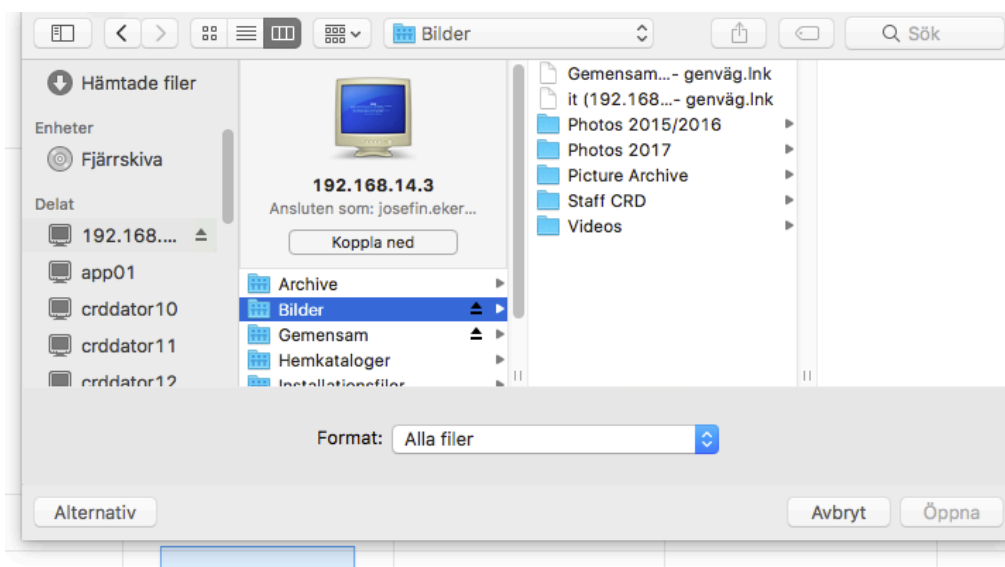 Bilder
Sök
Hämtade filer
Enheter
Fjärrskiva
Delat
192.168....
app01
crddator10
crddator11
crddator12
192.168.14.3
Ansluten som: josefin.eker...
Koppla ned
Archive
Bilder
Gemensam
Hemkataloger
Installationsfiler
Gemensam...- genväg.lnk
it (192.168...- genväg.lnk
Photos 2015/2016
Photos 2017
Picture Archive
Staff CRD
Videos
Format: Alla filer
Alternativ
Avbryt
Öppna